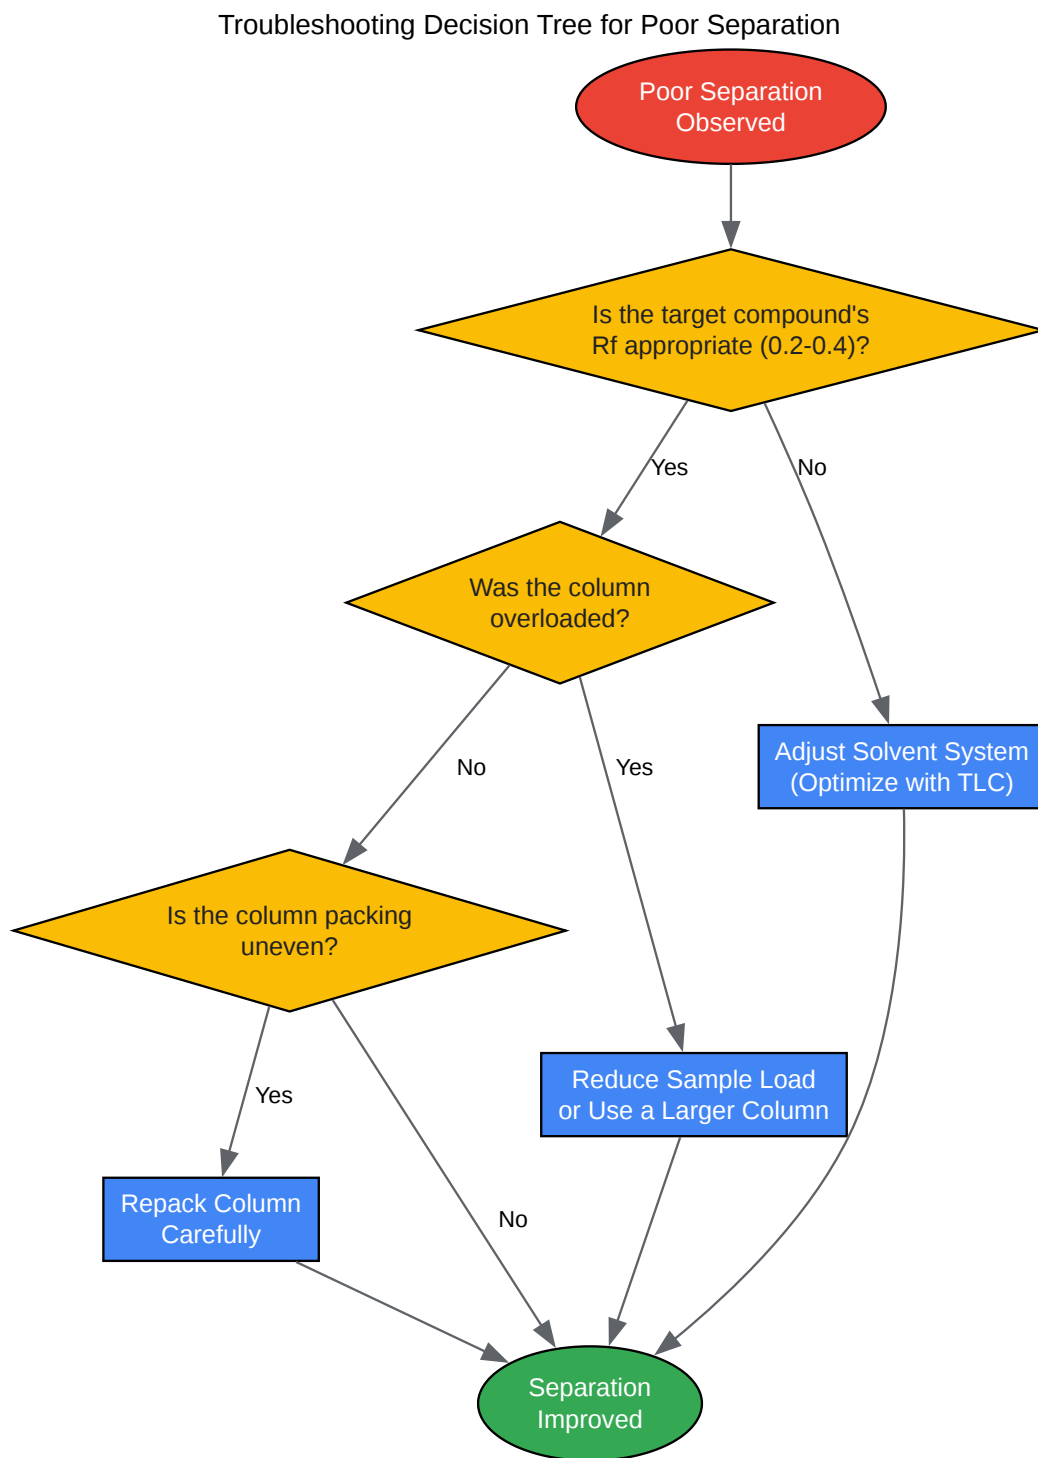 Troubleshooting Decision Tree for Poor Separation
Poor Separation
Observed
Is the target compound's
Rf appropriate (0.2-0.4)?
Yes
No
Was the column
overloaded?
No
Yes
Adjust Solvent System
(Optimize with TLC)
Is the column packing
uneven?
Yes
Reduce Sample Load
or Use a Larger Column
Repack Column
Carefully
No
Separation
Improved